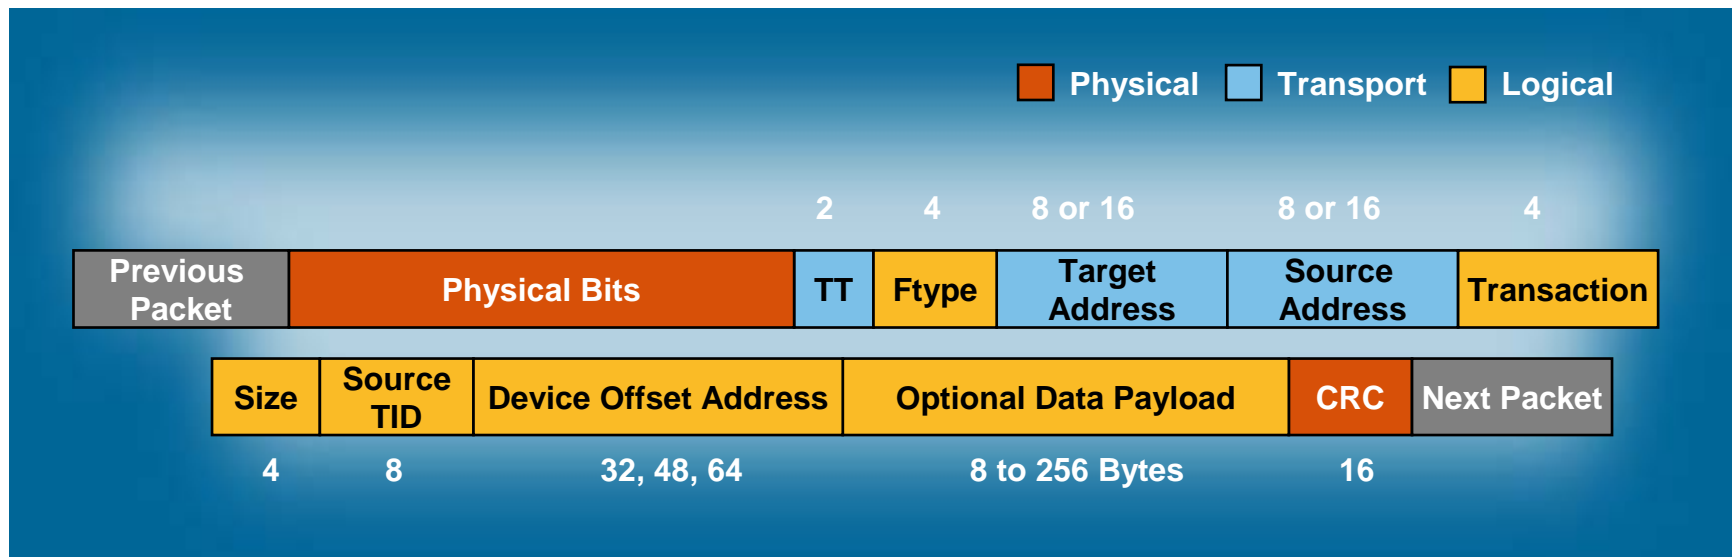 Physical Transport Logical
2 4 8 or 16 8 or 16 4
Previous
Packet
Physical Bits
TT
Ftype
Target
Address
Source
Address
Transaction
Size
Source
TID
Device Offset Address
Optional Data Payload
CRC
Next Packet
4 8 32, 48, 64 8 to 256 Bytes 16